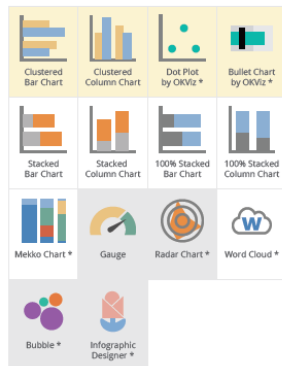 Clustered
Bar Chart
Clustered
Column Chart
Dot Plot
by OKViz *
Bullet Chart
by OKViz *
Stacked
Bar Chart
Stacked
Column Chart
100% Stacked
Bar Chart
100% Stacked
Column Chart
W
Mekko Chart *
Gauge
Radar Chart *
Word Cloud *
Bubble *
Infographic
Designer *